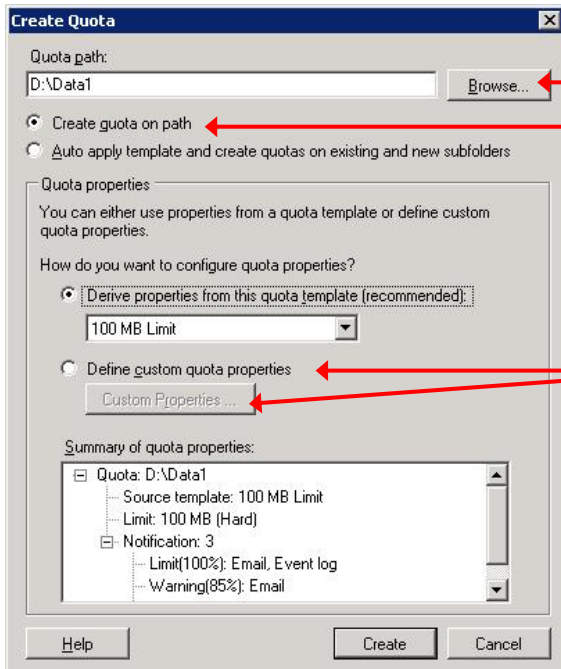 Create Quota
Quota path:
D:\Data1
Browse...
Create quota on path
Auto apply template and create quotas on existing and new subfolders
Quota properties
You can either use properties from a quota template or define custom
quota properties.
How do you want to configure quota properties?
Derive properties from this quota template (recommended):
100 MB Limit
Define custom quota properties
Custom Properties ...
Summary of quota properties:
Quota: D:\Data1
Source template: 100 MB Limit
Limit: 100 MB (Hard)
Notification: 3
Limit(100%): Email, Event log
Warning(85%): Email
Help
Create
Cancel